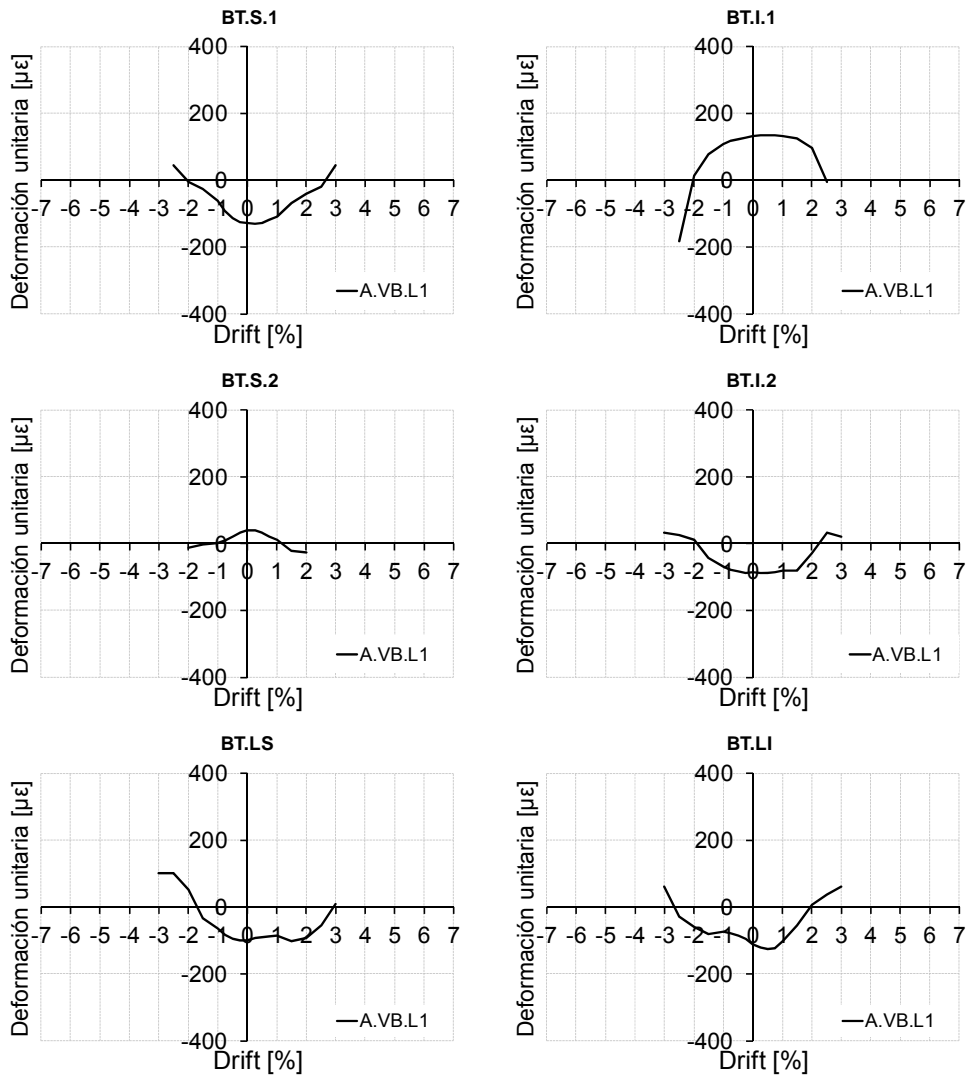 BT.S.1
Deformación unitaria [µε]
400
200
0
-200
-400
-7 -6 -5 -4 -3 -2 -1 0 1 2 3 4 5 6 7
A.VB.L1
Drift [%]
BT.I.1
Deformación unitaria [µε]
400
200
0
-200
-400
-7 -6 -5 -4 -3 -2 -1 0 1 2 3 4 5 6 7
A.VB.L1
Drift [%]
BT.S.2
Deformación unitaria [µε]
400
200
0
-200
-400
-7 -6 -5 -4 -3 -2 -1 0 1 2 3 4 5 6 7
A.VB.L1
Drift [%]
BT.I.2
Deformación unitaria [µε]
400
200
0
-200
-400
-7 -6 -5 -4 -3 -2 -1 0 1 2 3 4 5 6 7
A.VB.L1
Drift [%]
BT.LS
Deformación unitaria [µε]
400
200
0
-200
-400
-7 -6 -5 -4 -3 -2 -1 0 1 2 3 4 5 6 7
A.VB.L1
Drift [%]
BT.LI
Deformación unitaria [µε]
400
200
0
-200
-400
-7 -6 -5 -4 -3 -2 -1 0 1 2 3 4 5 6 7
A.VB.L1
Drift [%]